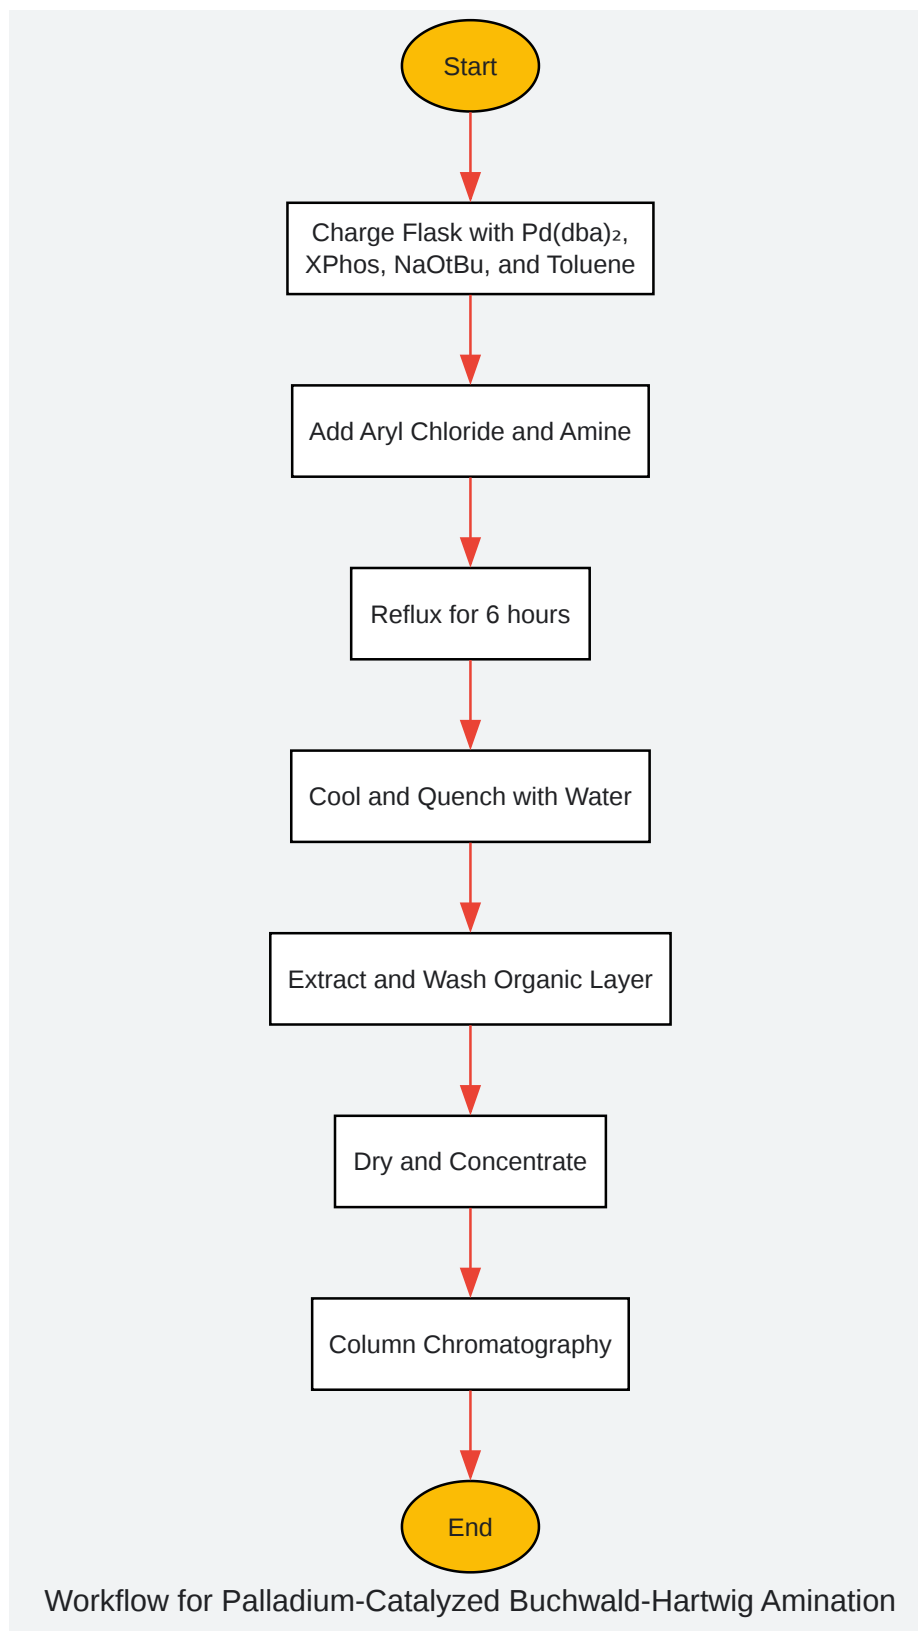 Start
Charge Flask with Pd(dba)₂,
XPhos, NaOtBu, and Toluene
Add Aryl Chloride and Amine
Reflux for 6 hours
Cool and Quench with Water
Extract and Wash Organic Layer
Dry and Concentrate
Column Chromatography
End
Workflow for Palladium-Catalyzed Buchwald-Hartwig Amination